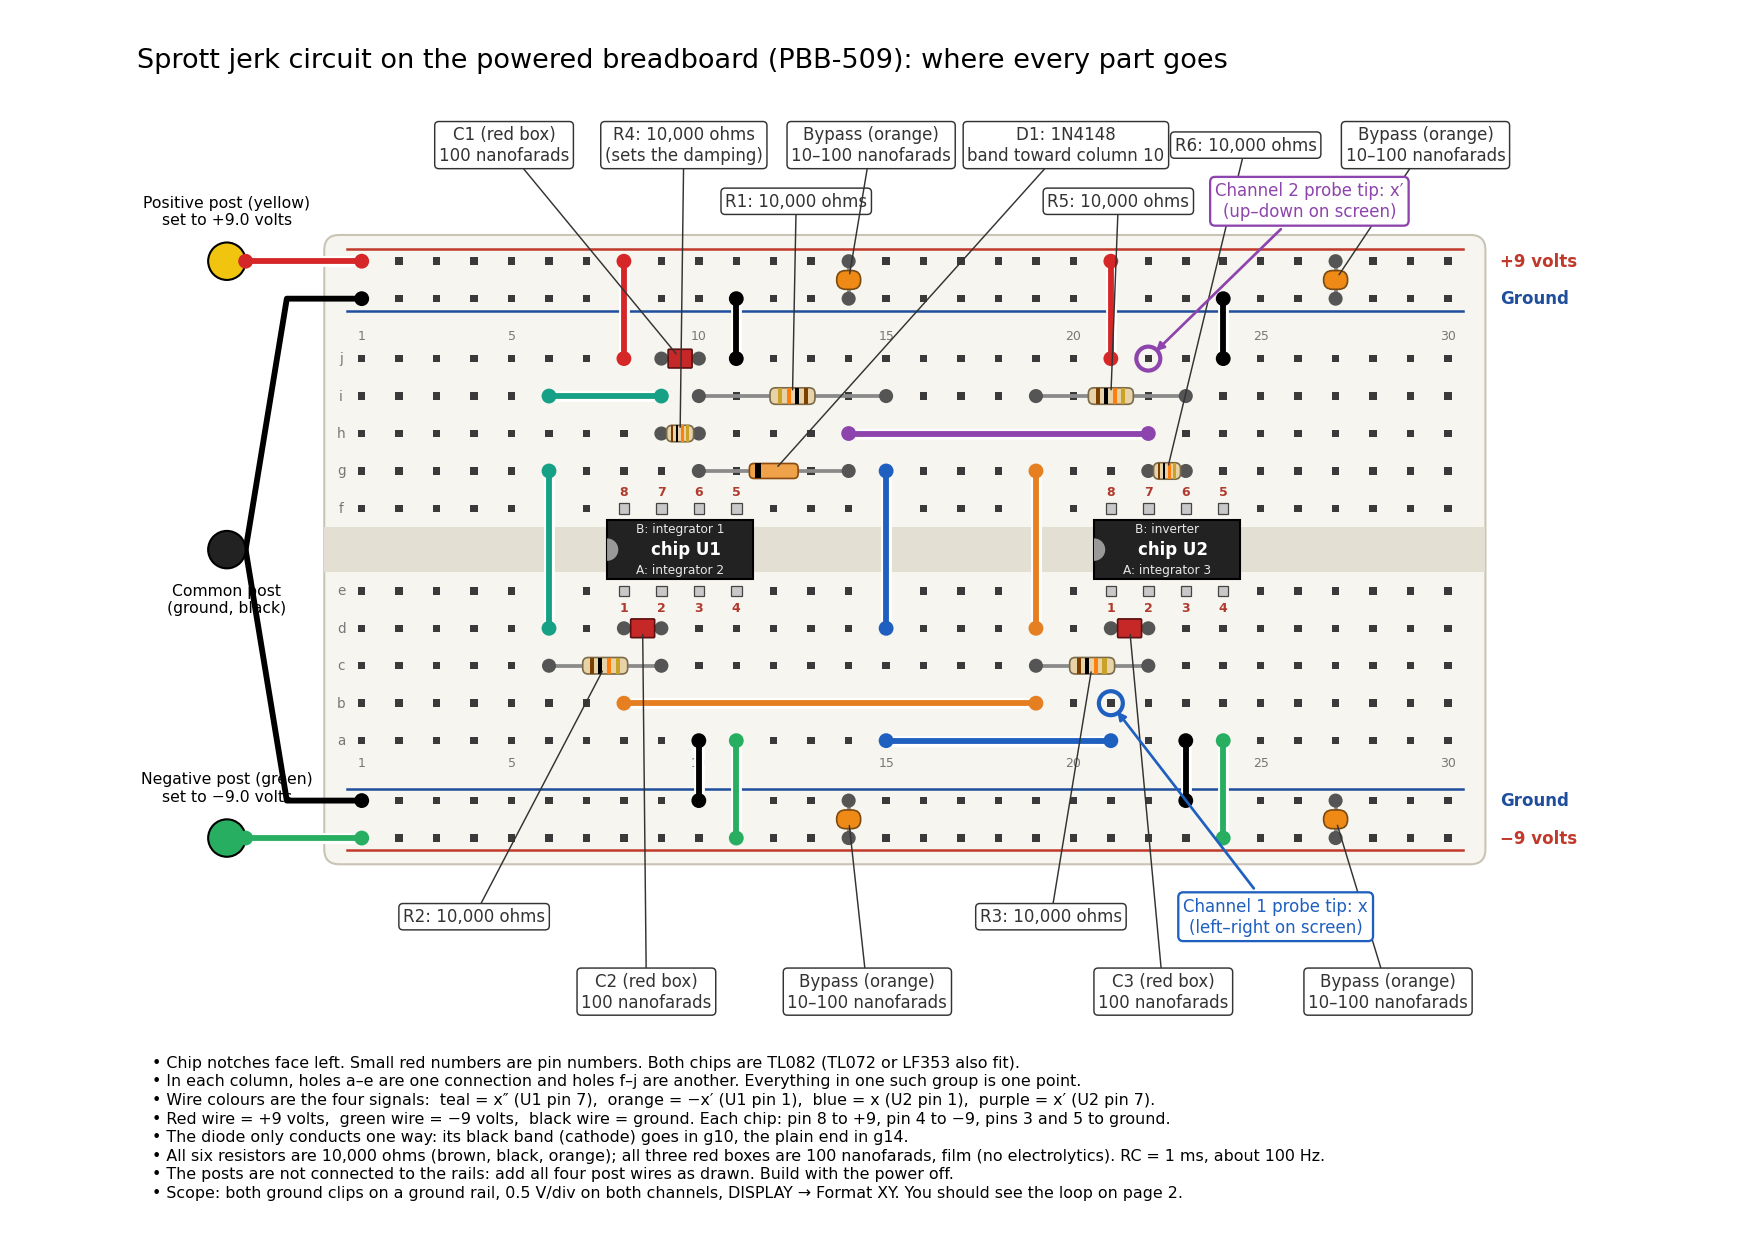 Sprott jerk circuit on the powered breadboard (PBB-509): where every part goes
C1 (red box)
100 nanofarads
R4: 10,000 ohms
(sets the damping)
Bypass (orange)
10–100 nanofarads
D1: 1N4148
band toward column 10
R6: 10,000 ohms
Bypass (orange)
10–100 nanofarads
R1: 10,000 ohms
R5: 10,000 ohms
Channel 2 probe tip: x′
(up–down on screen)
Positive post (yellow)
set to +9.0 volts
+9 volts
Ground
1 5 10 15 20 25 30
j
i
h
g
f
8 7 6 5
8 7 6 5
B: integrator 1
chip U1
A: integrator 2
B: inverter
chip U2
A: integrator 3
Common post
(ground, black)
e
1 2 3 4
1 2 3 4
d
c
b
a
1 5 15 20 25 30
Negative post (green)
set to −9.0 volts
Ground
−9 volts
R2: 10,000 ohms
R3: 10,000 ohms
Channel 1 probe tip: x
(left–right on screen)
C2 (red box)
100 nanofarads
Bypass (orange)
10–100 nanofarads
C3 (red box)
100 nanofarads
Bypass (orange)
10–100 nanofarads
• Chip notches face left. Small red numbers are pin numbers. Both chips are TL082 (TL072 or LF353 also fit).
• In each column, holes a–e are one connection and holes f–j are another. Everything in one such group is one point.
• Wire colours are the four signals: teal = x″ (U1 pin 7), orange = −x′ (U1 pin 1), blue = x (U2 pin 1), purple = x′ (U2 pin 7).
• Red wire = +9 volts, green wire = −9 volts, black wire = ground. Each chip: pin 8 to +9, pin 4 to −9, pins 3 and 5 to ground.
• The diode only conducts one way: its black band (cathode) goes in g10, the plain end in g14.
• All six resistors are 10,000 ohms (brown, black, orange); all three red boxes are 100 nanofarads, film (no electrolytics). RC = 1 ms, about 100 Hz.
• The posts are not connected to the rails: add all four post wires as drawn. Build with the power off.
• Scope: both ground clips on a ground rail, 0.5 V/div on both channels, DISPLAY → Format XY. You should see the loop on page 2.